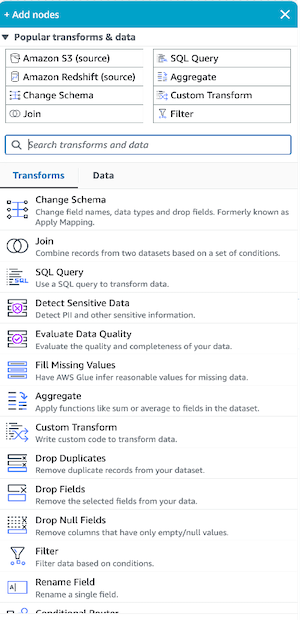 + Add nodes
Popular transforms & data
Amazon S3 (source)
SQL Query
Amazon Redshift (source)
Aggregate
Change Schema
Custom Transform
Join
Filter
Search transforms and data
Transforms
Data
Change Schema
Change field names, data types and drop fields. Formerly known as
Apply Mapping.
Join
Combine records from two datasets based on a set of conditions.
SQL Query
Use a SQL query to transform data.
Detect Sensitive Data
Detect PII and other sensitive information.
Evaluate Data Quality
Evaluate the quality and completeness of your data.
Fill Missing Values
Have AWS Glue infer reasonable values for missing data.
Aggregate
Apply functions like sum or average to fields in the dataset.
Custom Transform
Write custom code to transform data.
Drop Duplicates
Remove duplicate records from your dataset.
Drop Fields
Remove the selected fields from your data.
Drop Null Fields
Remove columns that have only empty/null values.
Filter
Filter data based on conditions.
Rename Field
Rename a single field.
Conditional Router